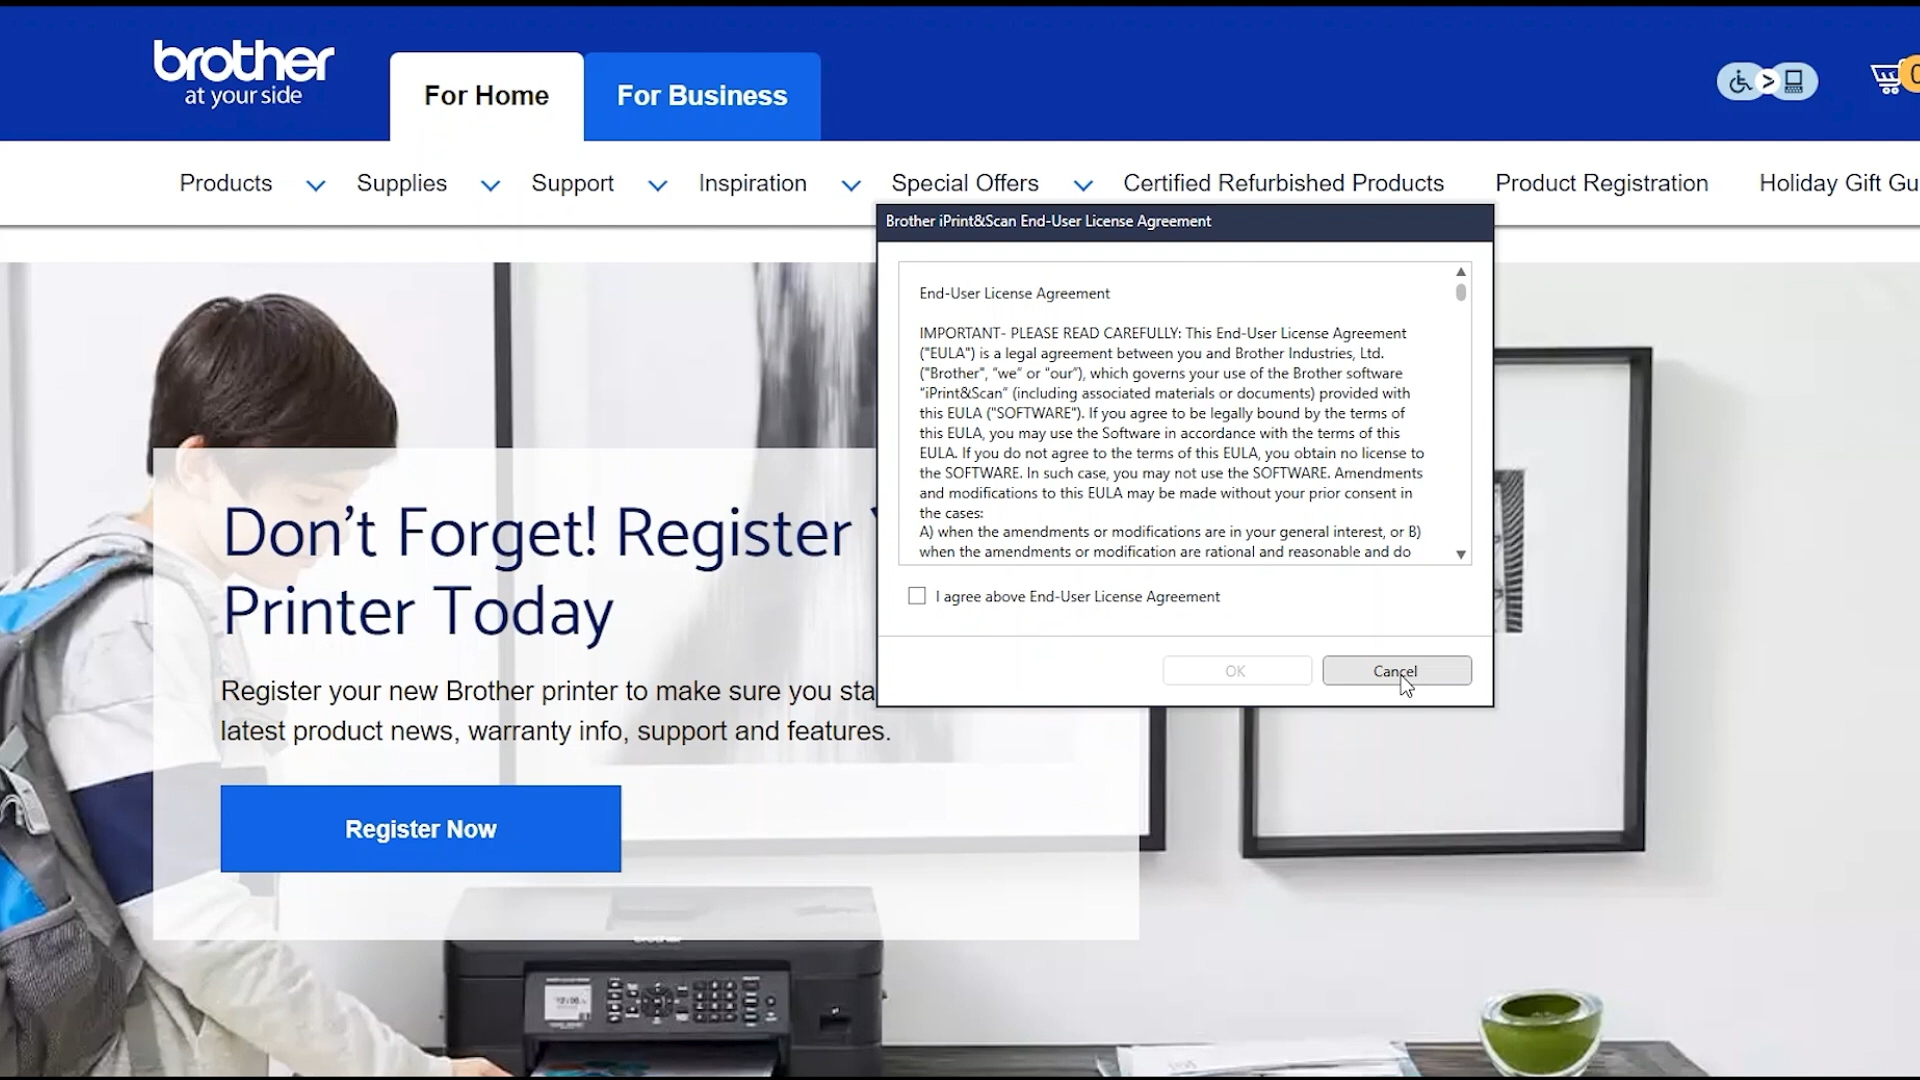 brother
at your side
For Home
For Business
Products
Supplies
Support
Inspiration
Special Offers
Certified Refurbished Products
Product Registration
Holiday Gift Gu
Brother iPrint&Scan End-User License Agreement
End-User License Agreement
IMPORTANT- PLEASE READ CAREFULLY: This End-User License Agreement
("EULA") is a legal agreement between you and Brother Industries, Ltd.
("Brother", "we" or "our"), which governs your use of the Brother software
"iPrint&Scan" (including associated materials or documents) provided with
this EULA ("SOFTWARE"). If you agree to be legally bound by the terms of
this EULA, you may use the Software in accordance with the terms of this
EULA. If you do not agree to the terms of this EULA, you obtain no license to
the SOFTWARE. In such case, you may not use the SOFTWARE. Amendments
and modifications to this EULA may be made without your prior consent in
the cases:
A) when the amendments or modifications are in your general interest, or B)
when the amendments or modification are rational and reasonable and do
I agree above End-User License Agreement
OK
Cancel
Don't Forget! Register
Printer Today
Register your new Brother printer to make sure you sta
latest product news, warranty info, support and features.
Register Now
brother